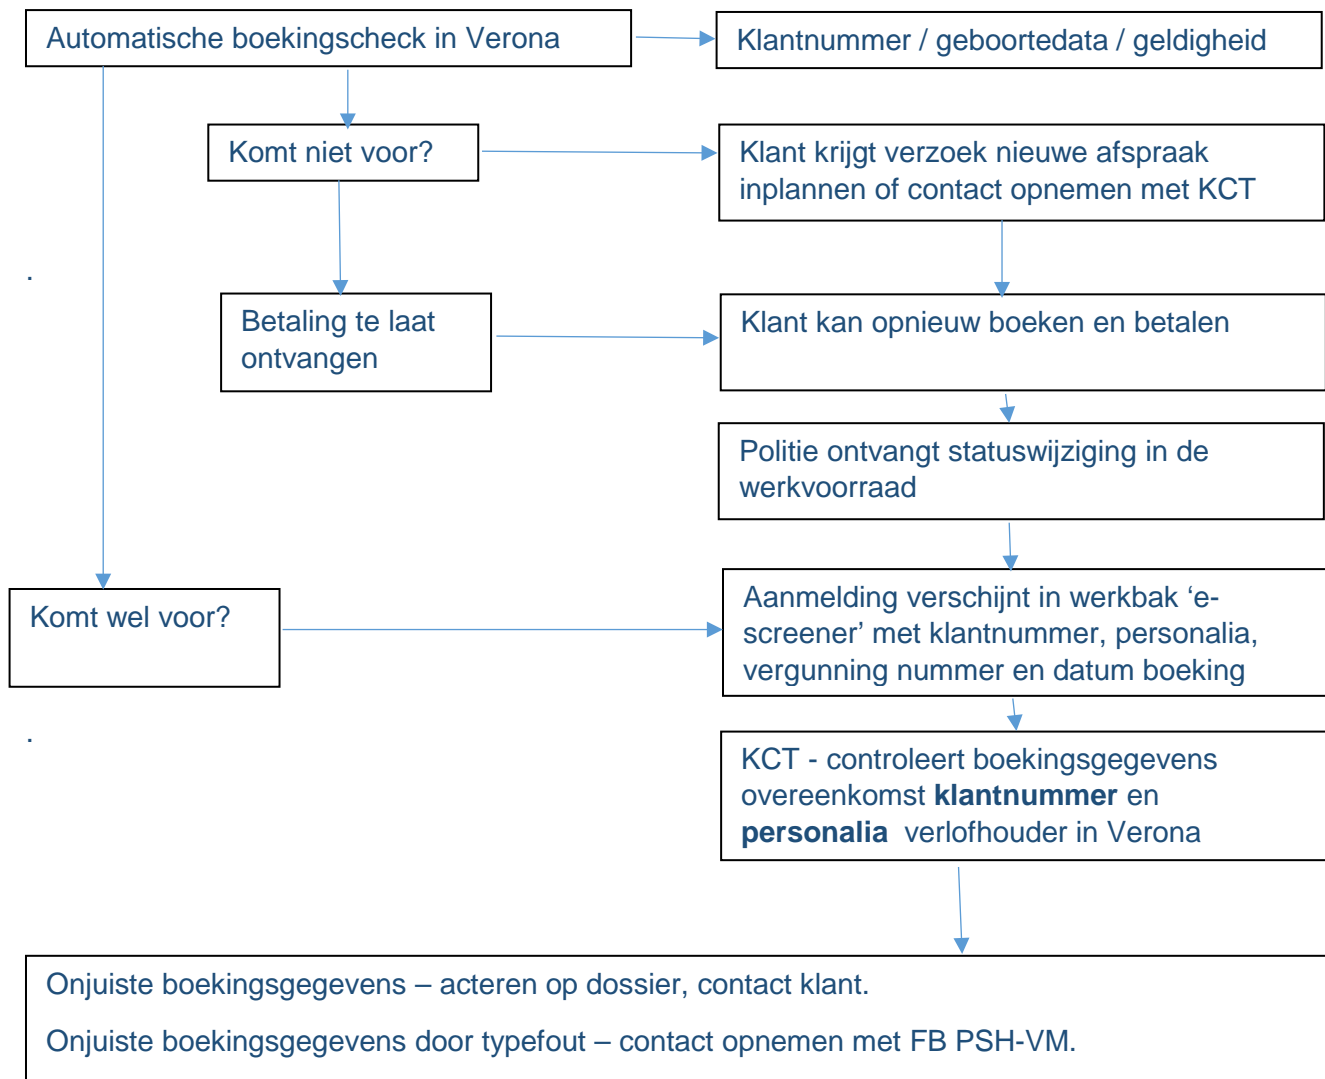 Automatische boekingscheck in Verona
Klantnummer / geboortedata / geldigheid
Komt niet voor?
Klant krijgt verzoek nieuwe afspraak
inplannen of contact opnemen met KCT
.
Betaling te laat
ontvangen
Klant kan opnieuw boeken en betalen
Politie ontvangt statuswijziging in de
werkvoorraad
Komt wel voor?
Aanmelding verschijnt in werkbak ‘e-
screener’ met klantnummer, personalia,
vergunning nummer en datum boeking
.
KCT - controleert boekingsgegevens
overeenkomst klantnummer en
personalia verlofhouder in Verona
Onjuiste boekingsgegevens – acteren op dossier, contact klant.
Onjuiste boekingsgegevens door typefout – contact opnemen met FB PSH-VM.